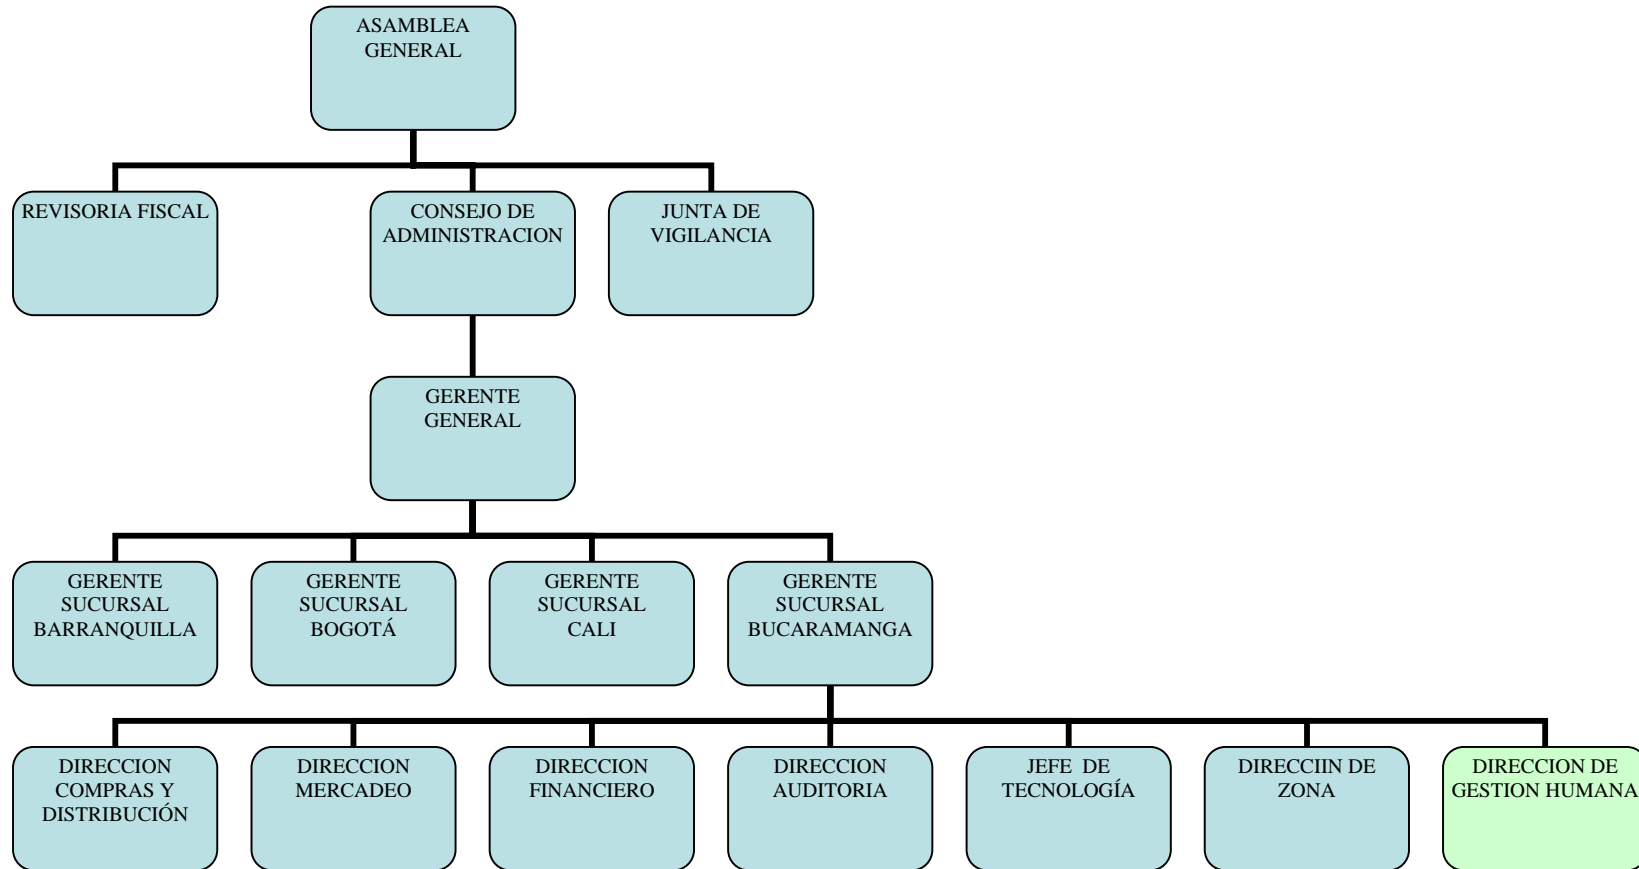 ASAMBLEA
GENERAL
REVISORIA FISCAL
CONSEJO DE
ADMINISTRACION
JUNTA DE
VIGILANCIA
GERENTE
GENERAL
GERENTE
SUCURSAL
BARRANQUILLA
GERENTE
SUCURSAL
BOGOTÁ
GERENTE
SUCURSAL
CALI
GERENTE
SUCURSAL
BUCARAMANGA
DIRECCION
COMPRAS Y
DISTRIBUCIÓN
DIRECCION
MERCADEO
DIRECCION
FINANCIERO
DIRECCION
AUDITORIA
JEFE DE
TECNOLOGÍA
DIRECCIIN DE
ZONA
DIRECCION DE
GESTION HUMANA